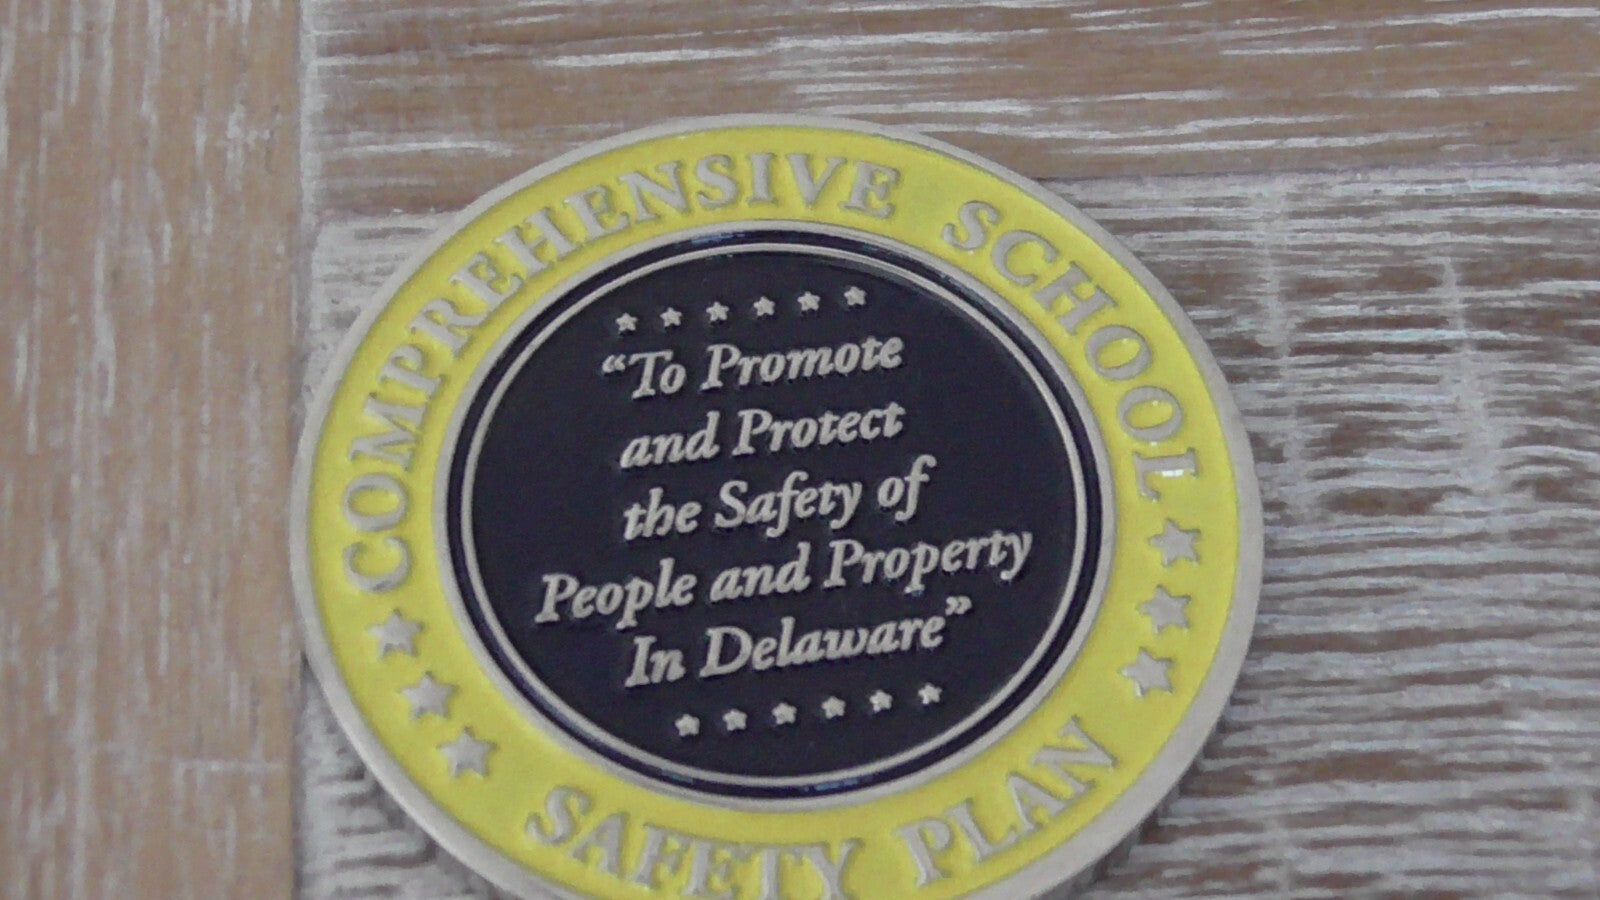 COMPREHENSIVE SCHOOL
“To Promote
and Protect
the Safety of
People and Property
In Delaware”
SAFETY PLAN